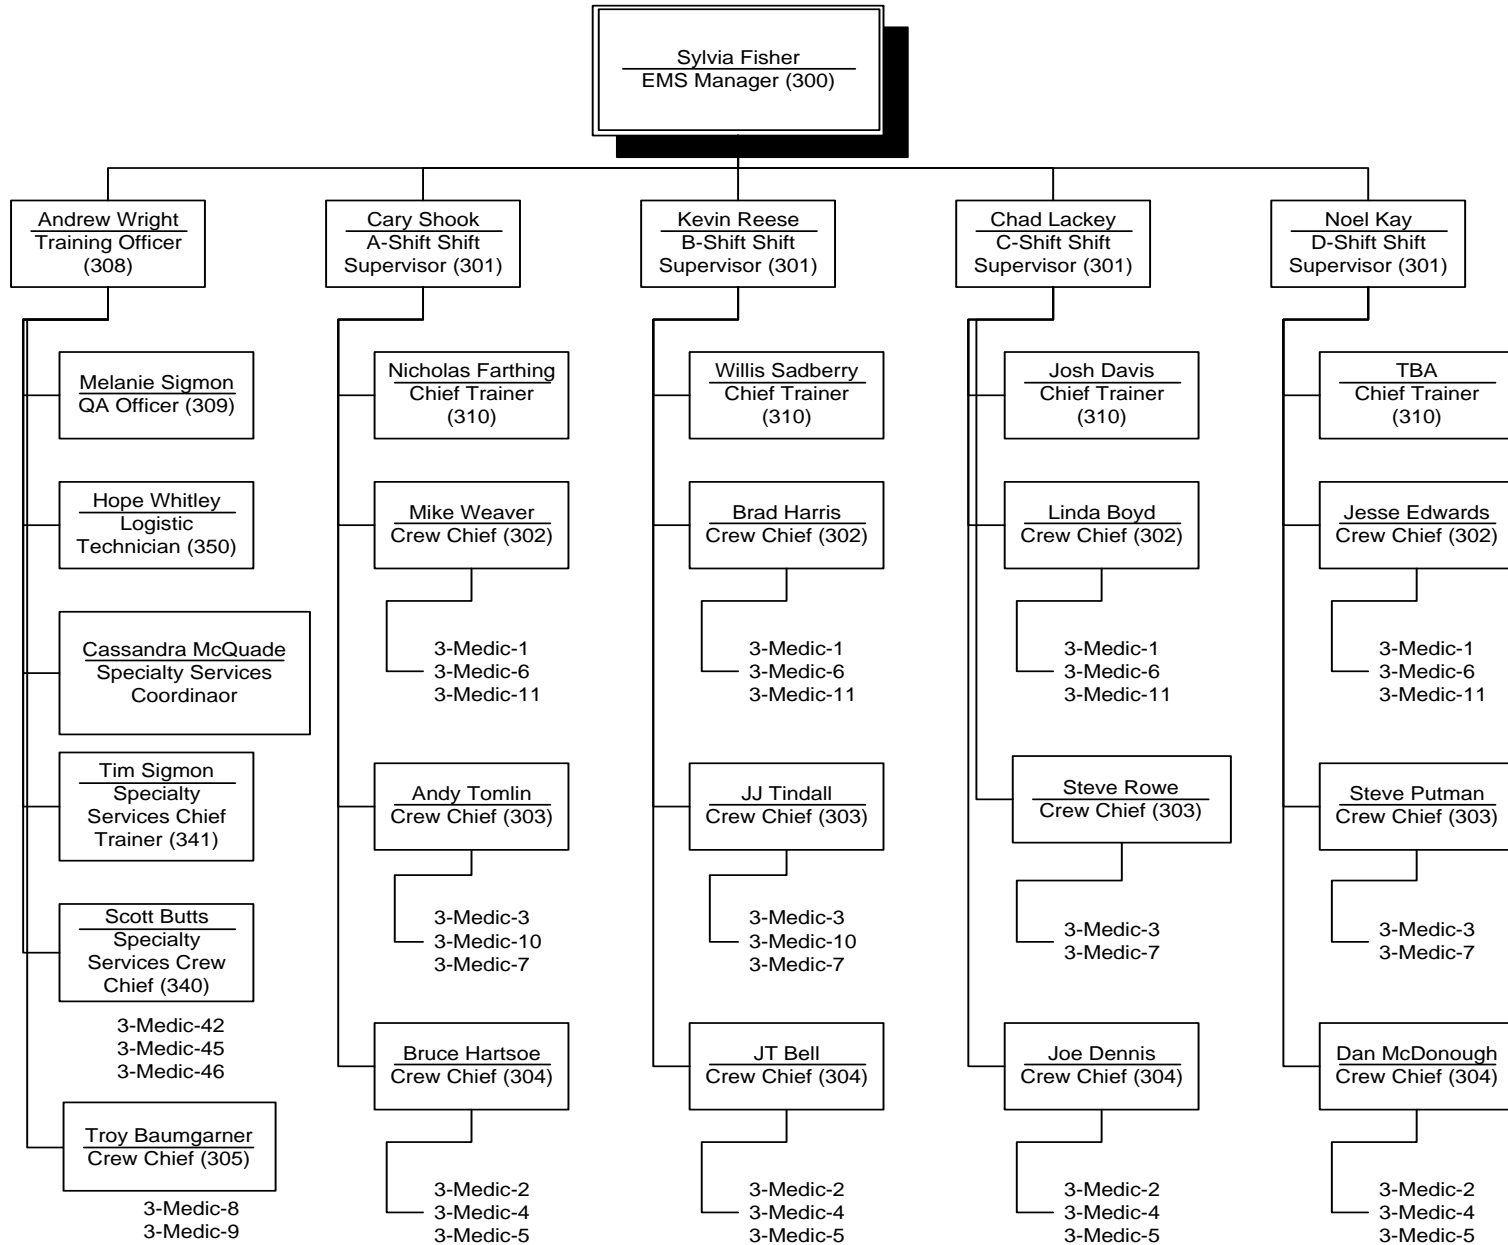 Sylvia Fisher
EMS Manager (300)
Andrew Wright
Training Officer
(308)
Cary Shook
A-Shift Shift
Supervisor (301)
Kevin Reese
B-Shift Shift
Supervisor (301)
Chad Lackey
C-Shift Shift
Supervisor (301)
Noel Kay
D-Shift Shift
Supervisor (301)
Melanie Sigmon
QA Officer (309)
Hope Whitley
Logistic
Technician (350)
Cassandra McQuade
Specialty Services
Coordinaor
Tim Sigmon
Specialty
Services Chief
Trainer (341)
Scott Butts
Specialty
Services Crew
Chief (340)
3-Medic-42
3-Medic-45
3-Medic-46
Troy Baumgarner
Crew Chief (305)
3-Medic-8
3-Medic-9
Nicholas Farthing
Chief Trainer
(310)
Mike Weaver
Crew Chief (302)
3-Medic-1
3-Medic-6
3-Medic-11
Andy Tomlin
Crew Chief (303)
3-Medic-3
3-Medic-10
3-Medic-7
Bruce Hartsoe
Crew Chief (304)
3-Medic-2
3-Medic-4
3-Medic-5
Willis Sadberry
Chief Trainer
(310)
Brad Harris
Crew Chief (302)
3-Medic-1
3-Medic-6
3-Medic-11
JJ Tindall
Crew Chief (303)
3-Medic-3
3-Medic-10
3-Medic-7
JT Bell
Crew Chief (304)
3-Medic-2
3-Medic-4
3-Medic-5
Josh Davis
Chief Trainer
(310)
Linda Boyd
Crew Chief (302)
3-Medic-1
3-Medic-6
3-Medic-11
Steve Rowe
Crew Chief (303)
3-Medic-3
3-Medic-7
Joe Dennis
Crew Chief (304)
3-Medic-2
3-Medic-4
3-Medic-5
TBA
Chief Trainer
(310)
Jesse Edwards
Crew Chief (302)
3-Medic-1
3-Medic-6
3-Medic-11
Steve Putman
Crew Chief (303)
3-Medic-3
3-Medic-7
Dan McDonough
Crew Chief (304)
3-Medic-2
3-Medic-4
3-Medic-5